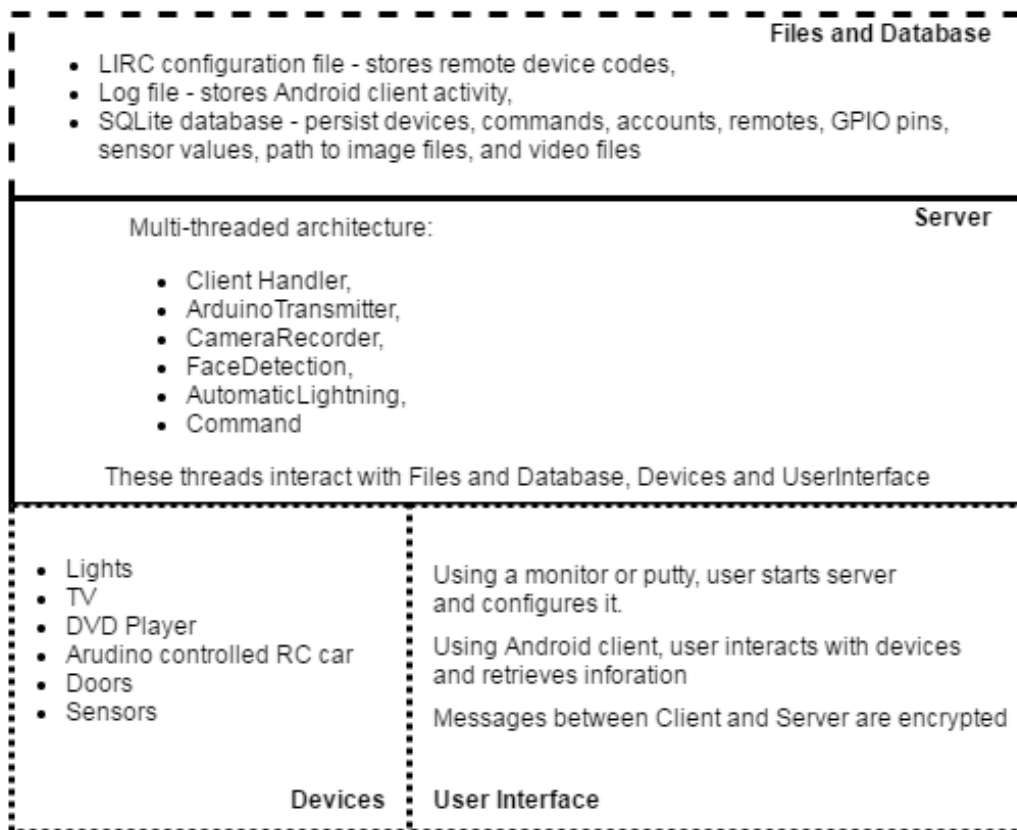 Files and Database
• LIRC configuration file - stores remote device codes,
• Log file - stores Android client activity,
• SQLite database - persist devices, commands, accounts, remotes, GPIO pins,
sensor values, path to image files, and video files
Server
Multi-threaded architecture:
• Client Handler,
• ArduinoTransmitter,
• CameraRecorder,
• FaceDetection,
• AutomaticLightning,
• Command
These threads interact with Files and Database, Devices and UserInterface
• Lights
• TV
• DVD Player
• Arudino controlled RC car
• Doors
• Sensors
Devices
Using a monitor or putty, user starts server
and configures it.
Using Android client, user interacts with devices
and retrieves inforation
Messages between Client and Server are encrypted
User Interface